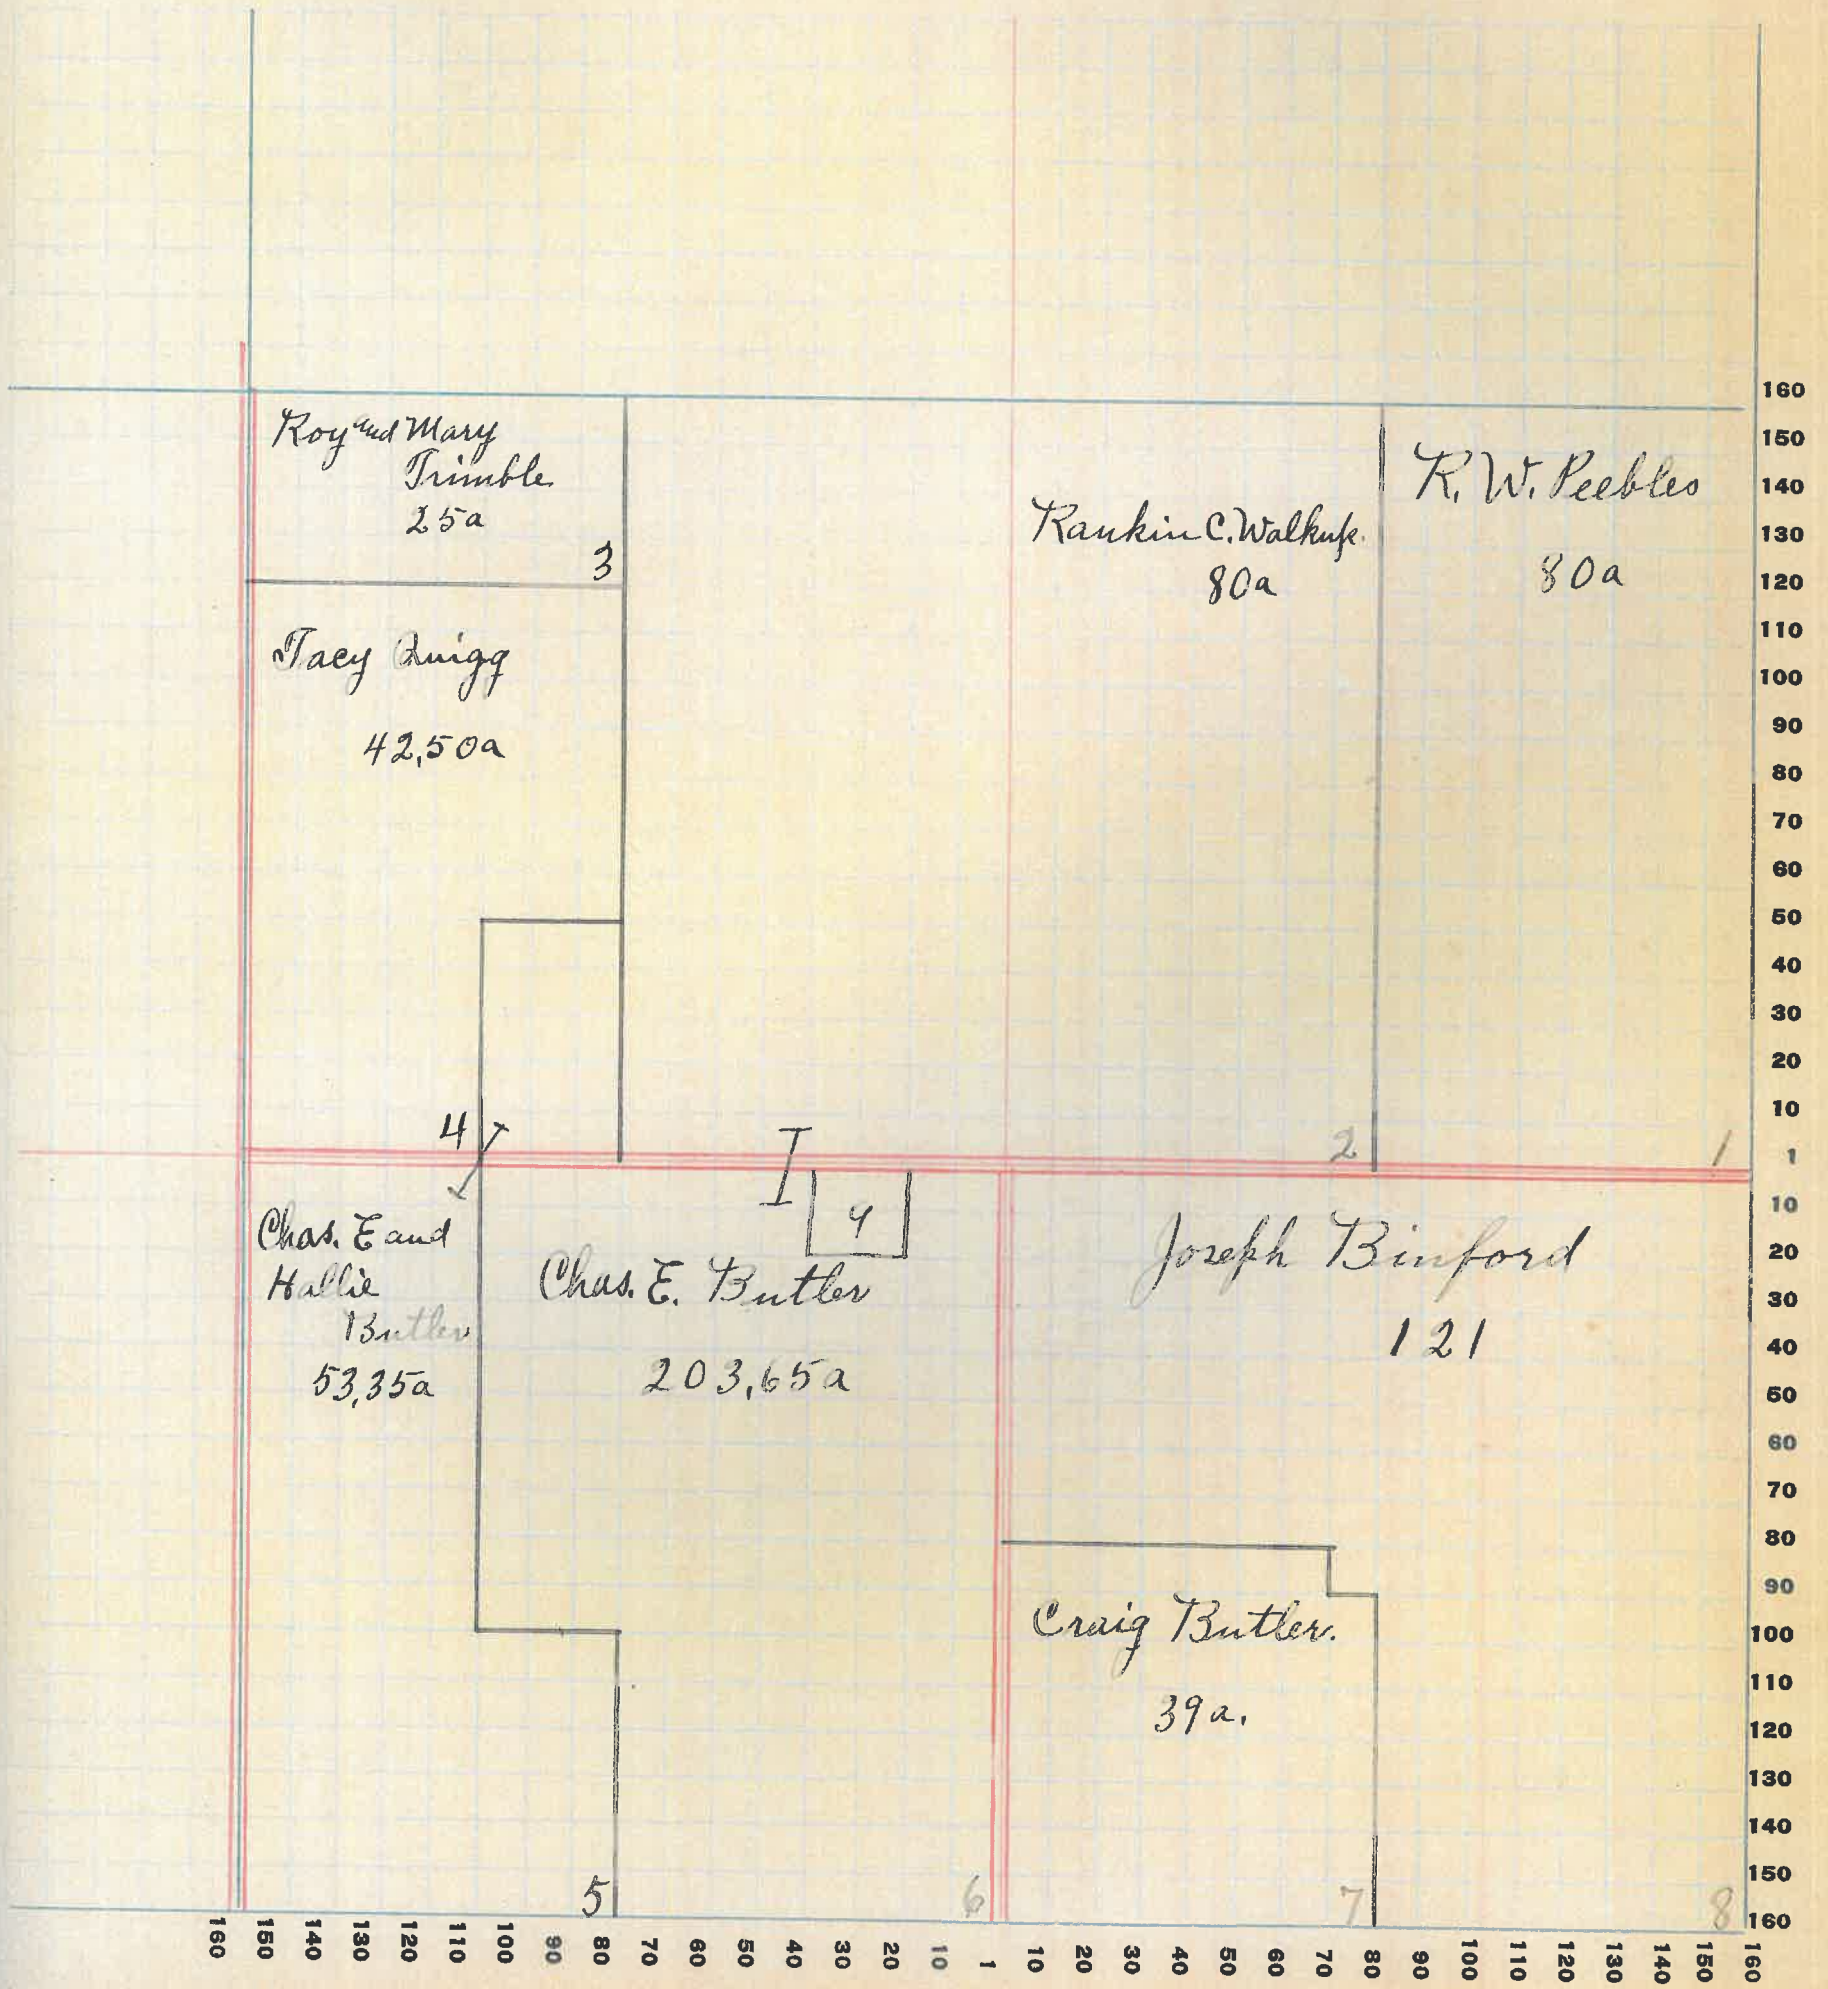 Roy and Mary
Trimble
25a
3
Tacy Quigg
42,50a
4
Rankin C. Walkup.
80a
2
R. W. Peebles
80a
1
Chas. E and
Hallie
Butler
53,35a
5
Chas. E. Butler
203,65a
9
6
Joseph Binford
121
Craig Butler.
39a.
7
8
160
150
140
130
120
110
100
90
80
70
60
50
40
30
20
10
1
10
20
30
40
50
60
70
80
90
100
110
120
130
140
150
160
160 150 140 130 120 110 100 90 80 70 60 50 40 30 20 10 1 10 20 30 40 50 60 70 80 90 100 110 120 130 140 150 160